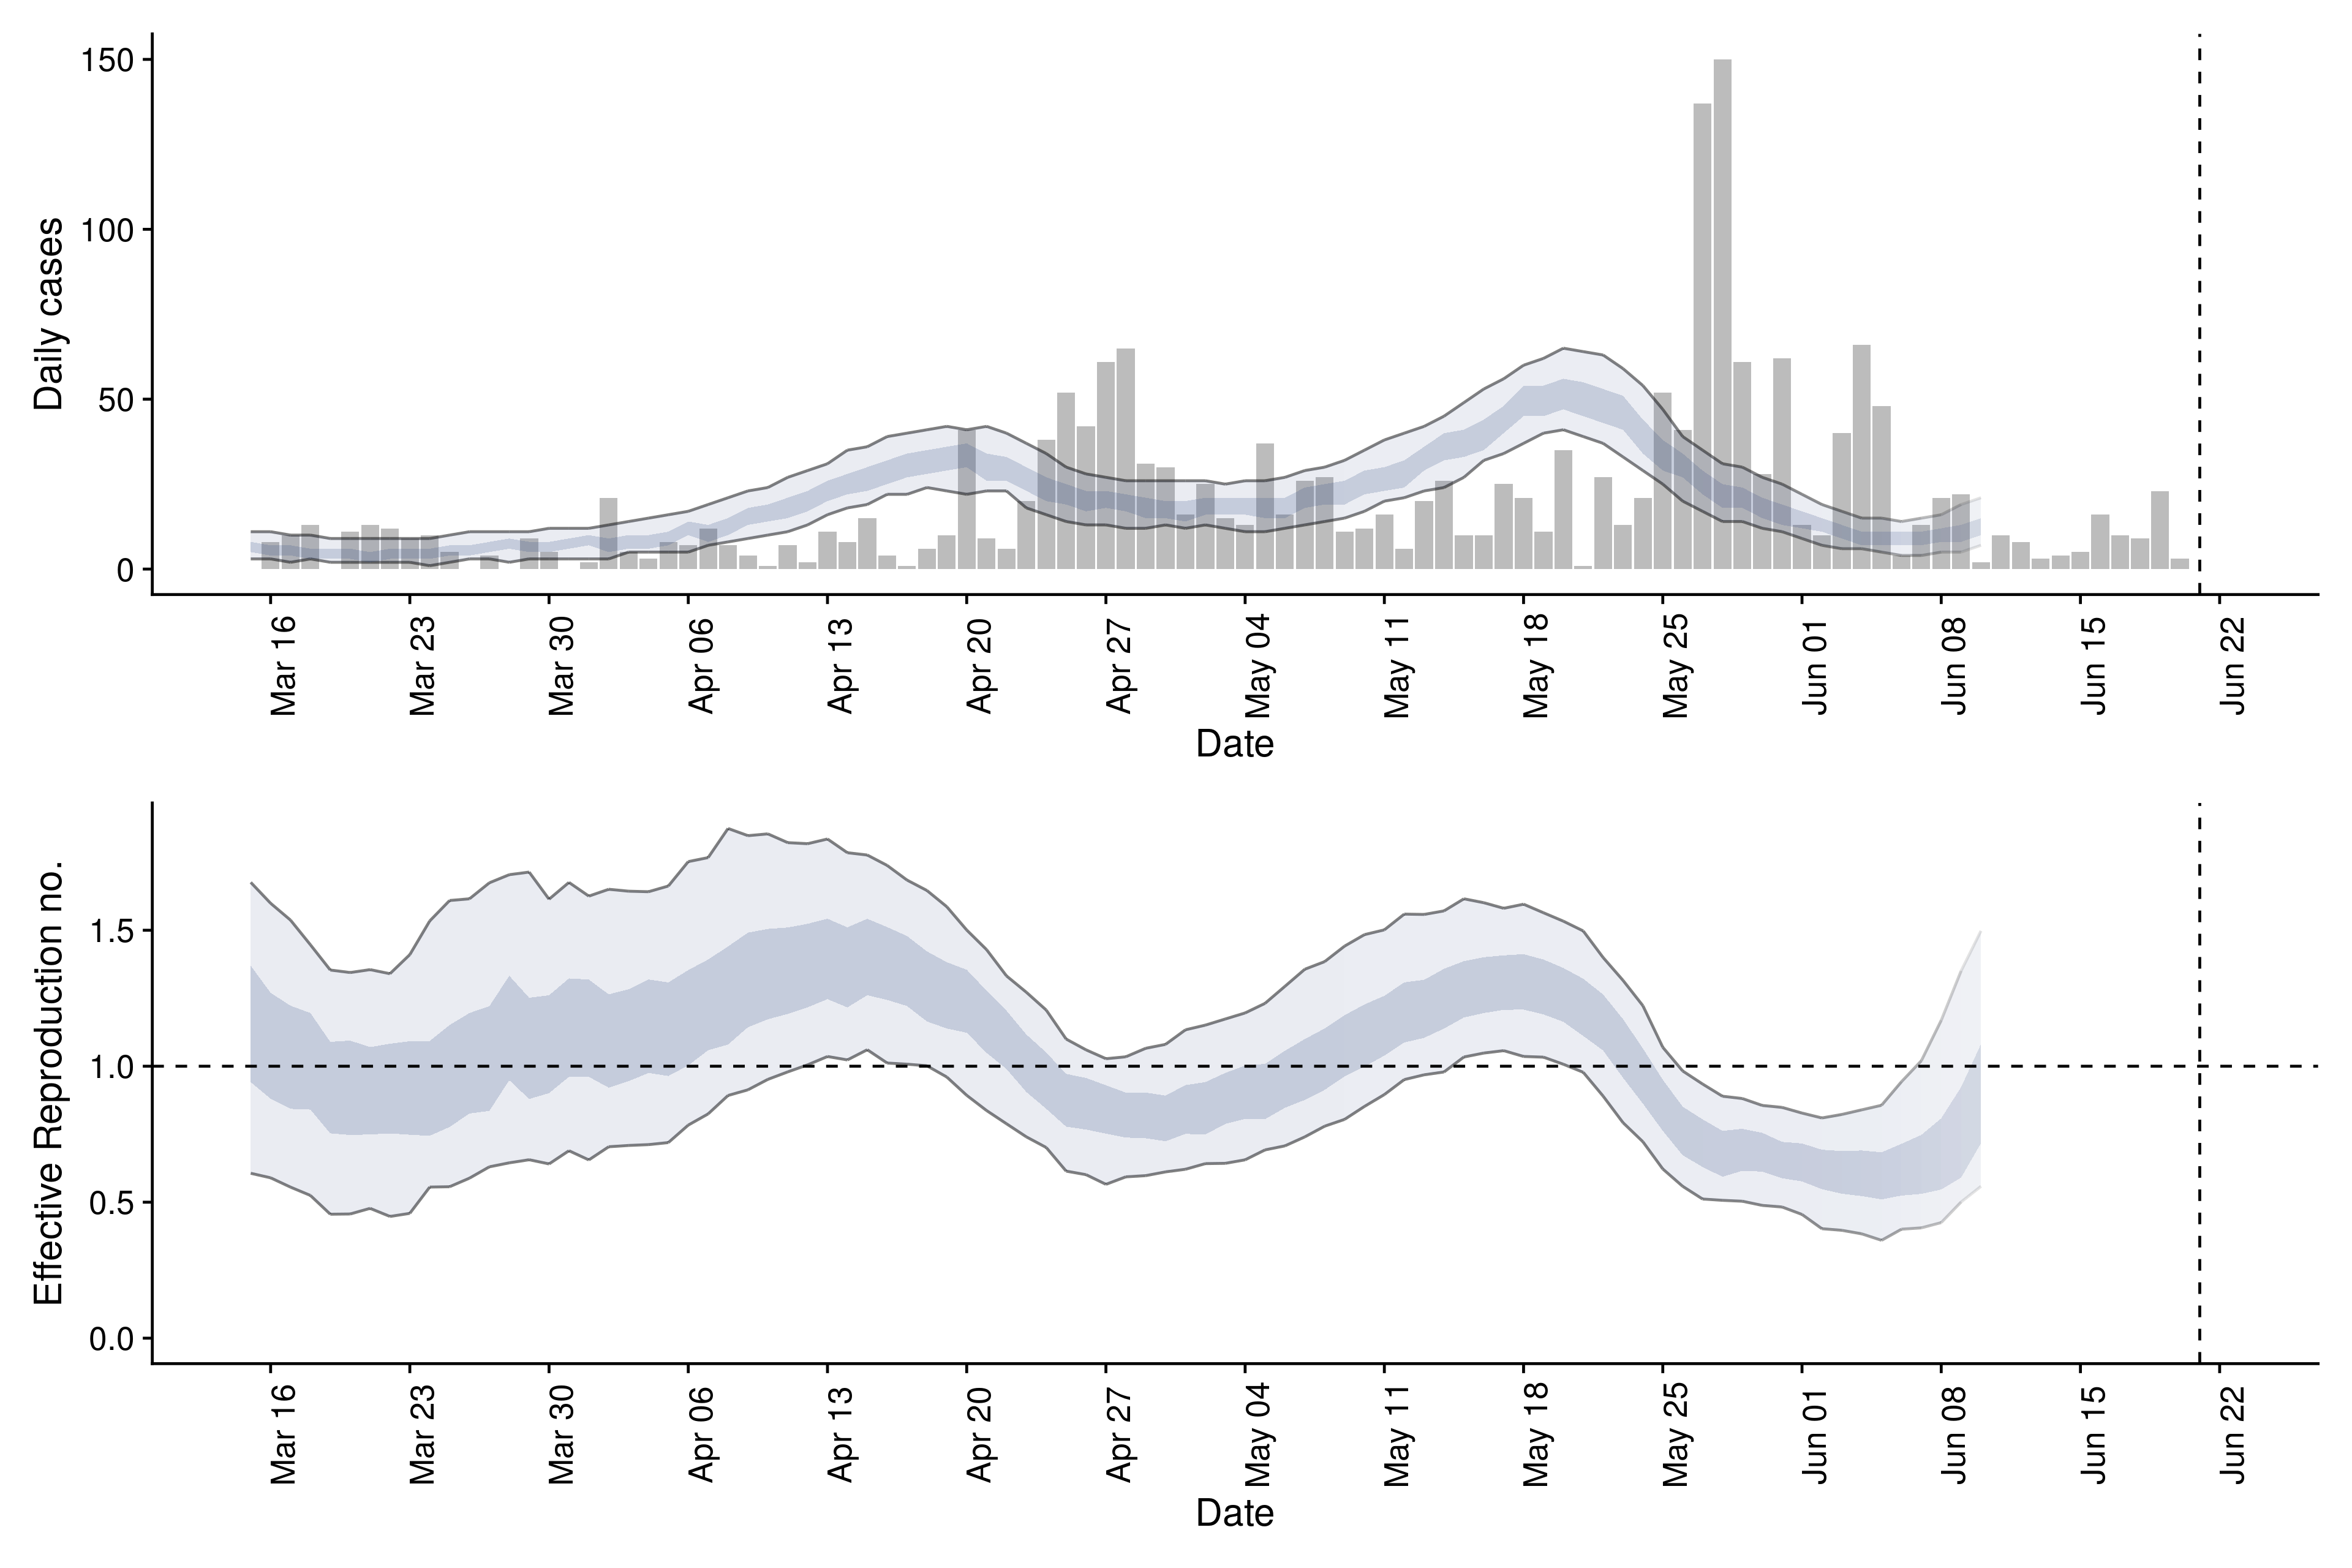 Daily cases
150
100
50
0
Mar 16
Mar 23
Mar 30
Apr 06
Apr 13
Apr 20
Apr 27
May 04
May 11
May 18
May 25
Jun 01
Jun 08
Jun 15
Jun 22
Date
Effective Reproduction no.
1.5
1.0
0.5
0.0
Mar 16
Mar 23
Mar 30
Apr 06
Apr 13
Apr 20
Apr 27
May 04
May 11
May 18
May 25
Jun 01
Jun 08
Jun 15
Jun 22
Date